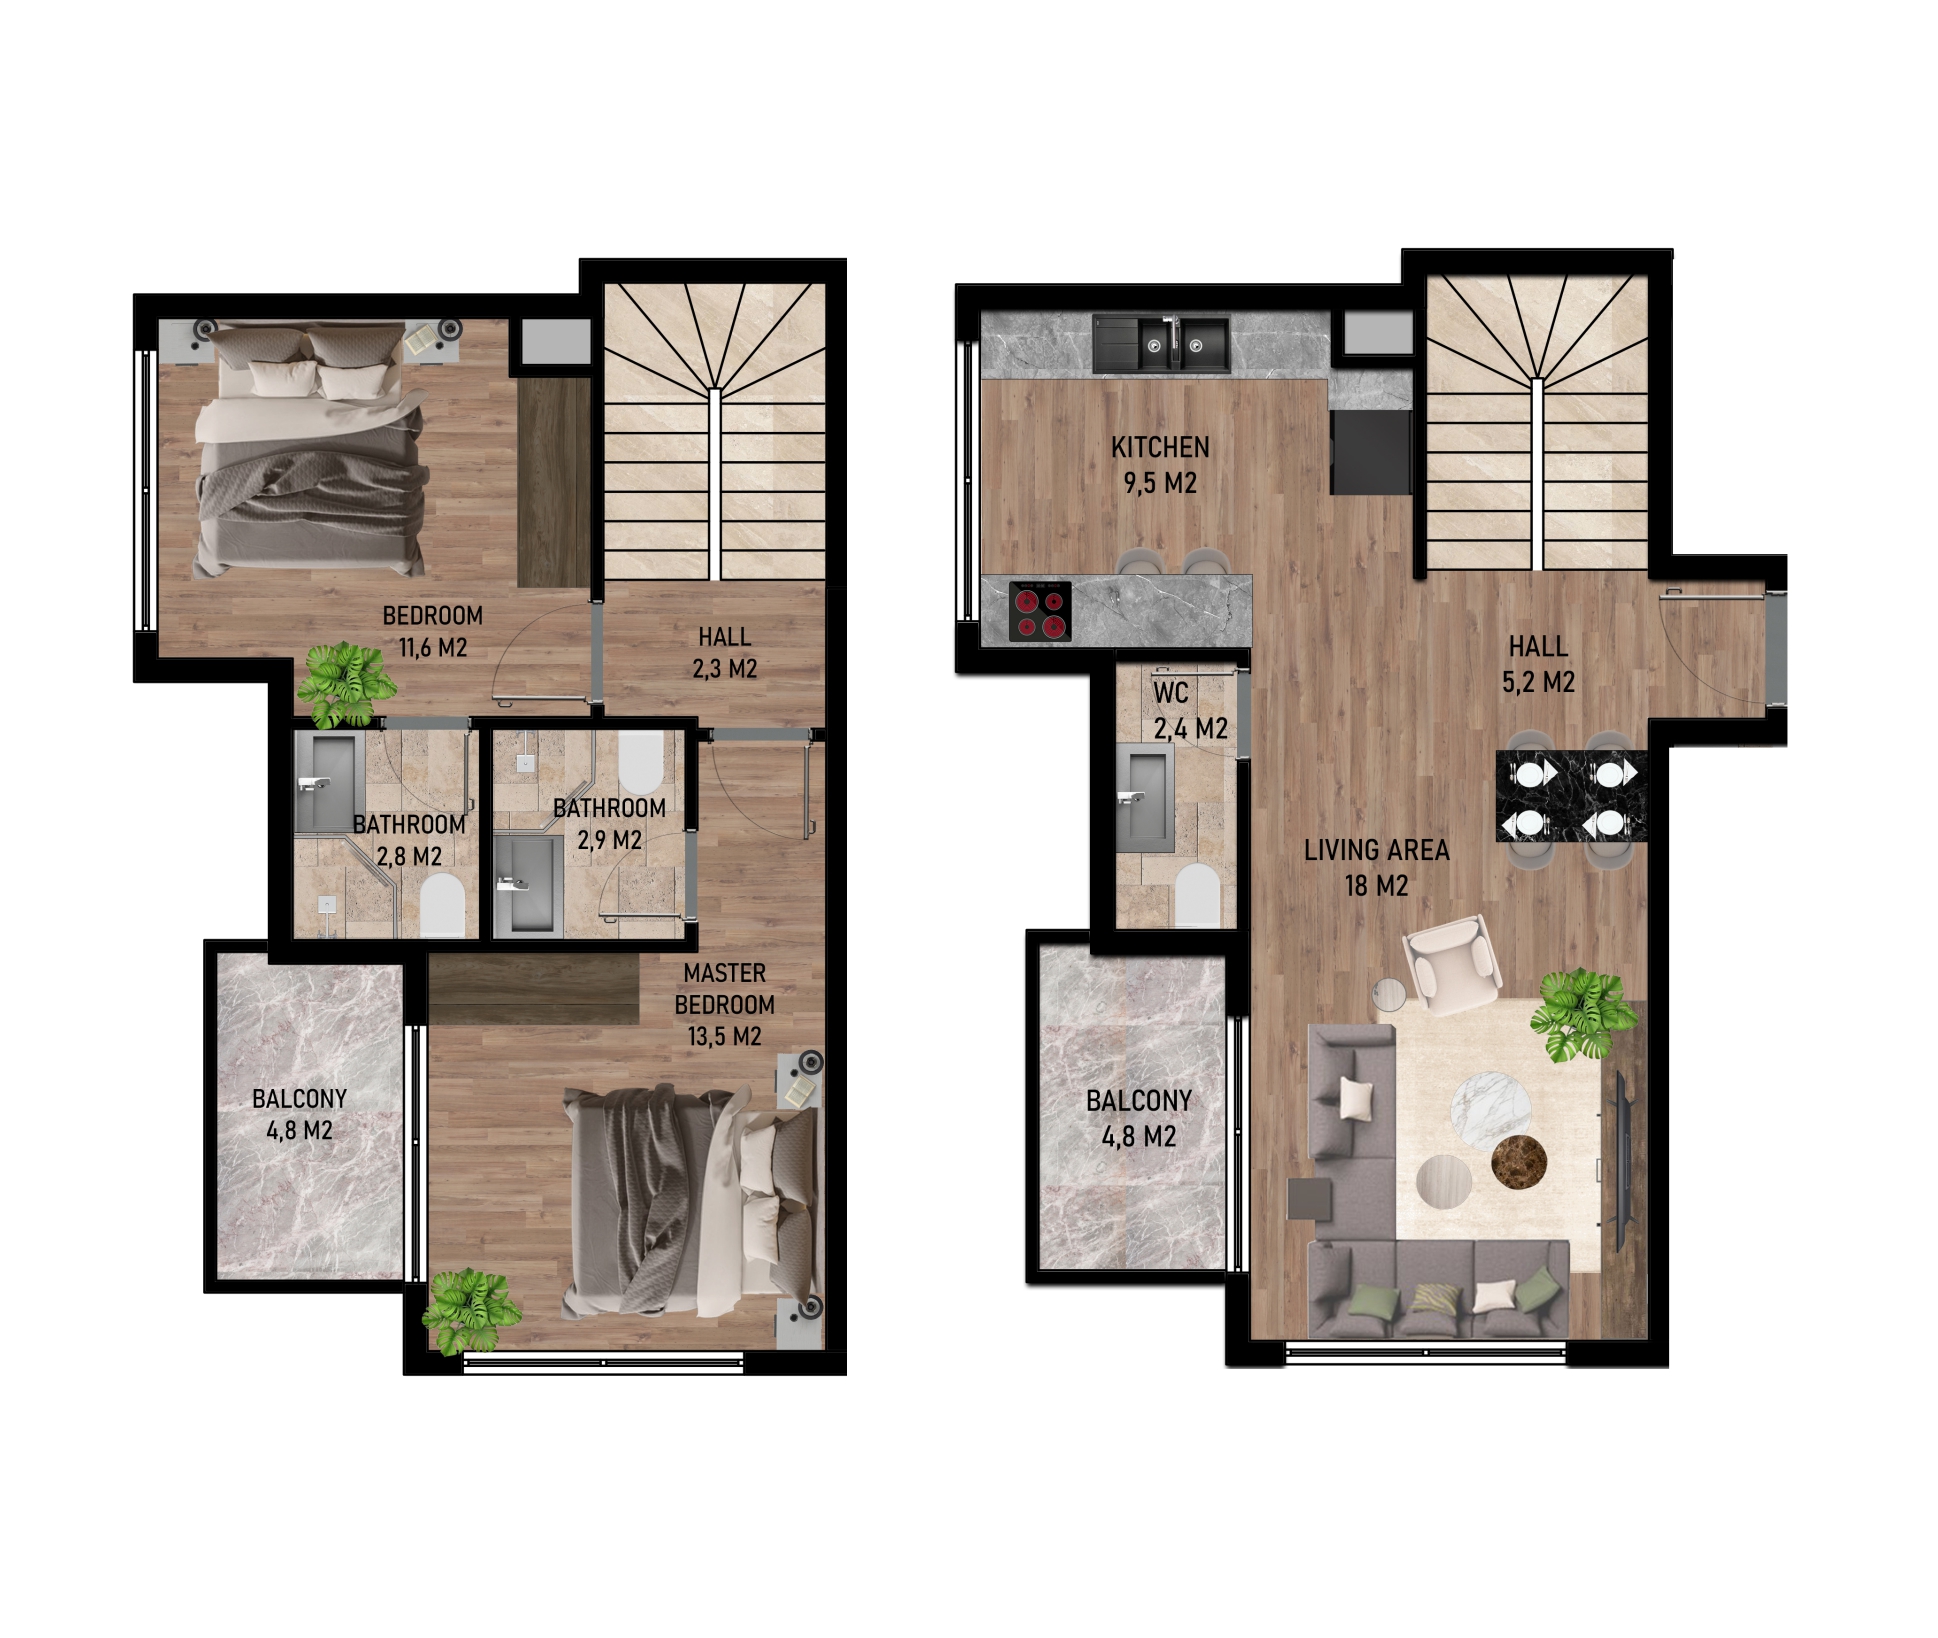 BEDROOM
11,6 M2
HALL
2,3 M2
BATHROOM
2,9 M2
BATHROOM
2,8 M2
MASTER
BEDROOM
13,5 M2
BALCONY
4,8 M2
KITCHEN
9,5 M2
HALL
5,2 M2
WC
2,4 M2
LIVING AREA
18 M2
BALCONY
4,8 M2